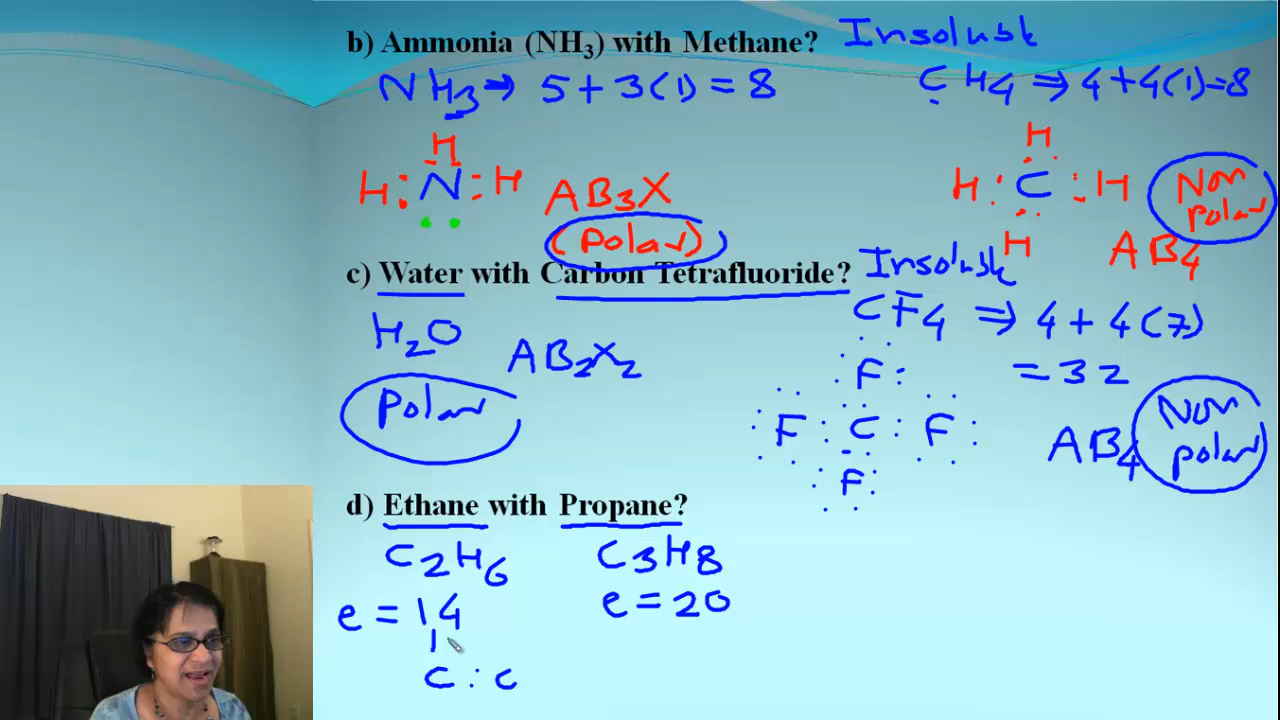 b) Ammonia (NH₃) with Methane? Insoluble
NH₃ → 5 + 3(1) = 8
CH₄ ⇒ 4 + 4(1) = 8
H
H : N : H
AB₃X
(Polar)
H
H : C : H
H
Non polar
AB₄
c) Water with Carbon Tetrafluoride? Insoluble
H₂O
AB₂X₂
Polar
CF₄ ⇒ 4 + 4(7)
= 32
F
F : C : F
F
AB₄
Non polar
d) Ethane with Propane?
C₂H₆
C₃H₈
e = 14
e = 20
C : C